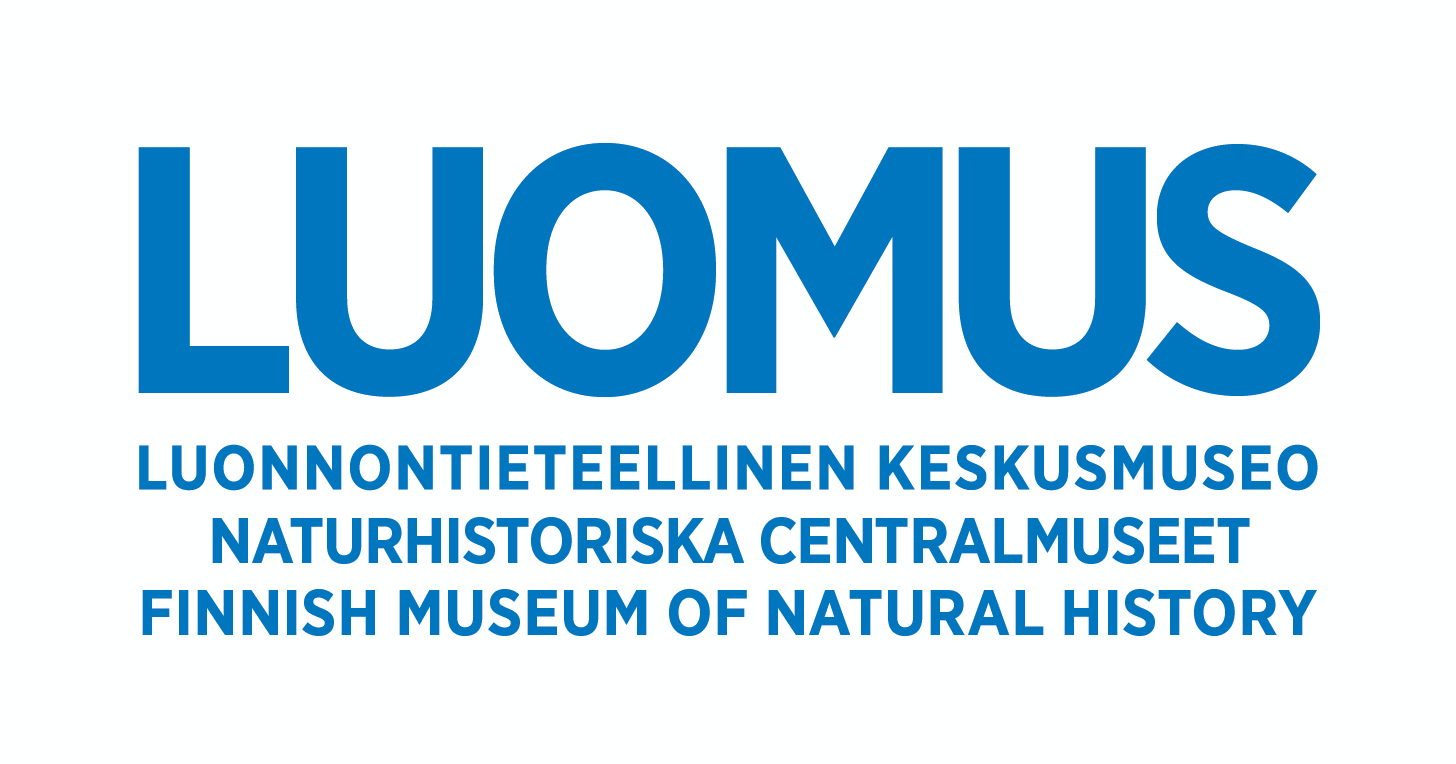 LUOMUS
LUONNONTIETEELLINEN KESKUSMUSEO
NATURHISTORISKA CENTRALMUSEET
FINNISH MUSEUM OF NATURAL HISTORY